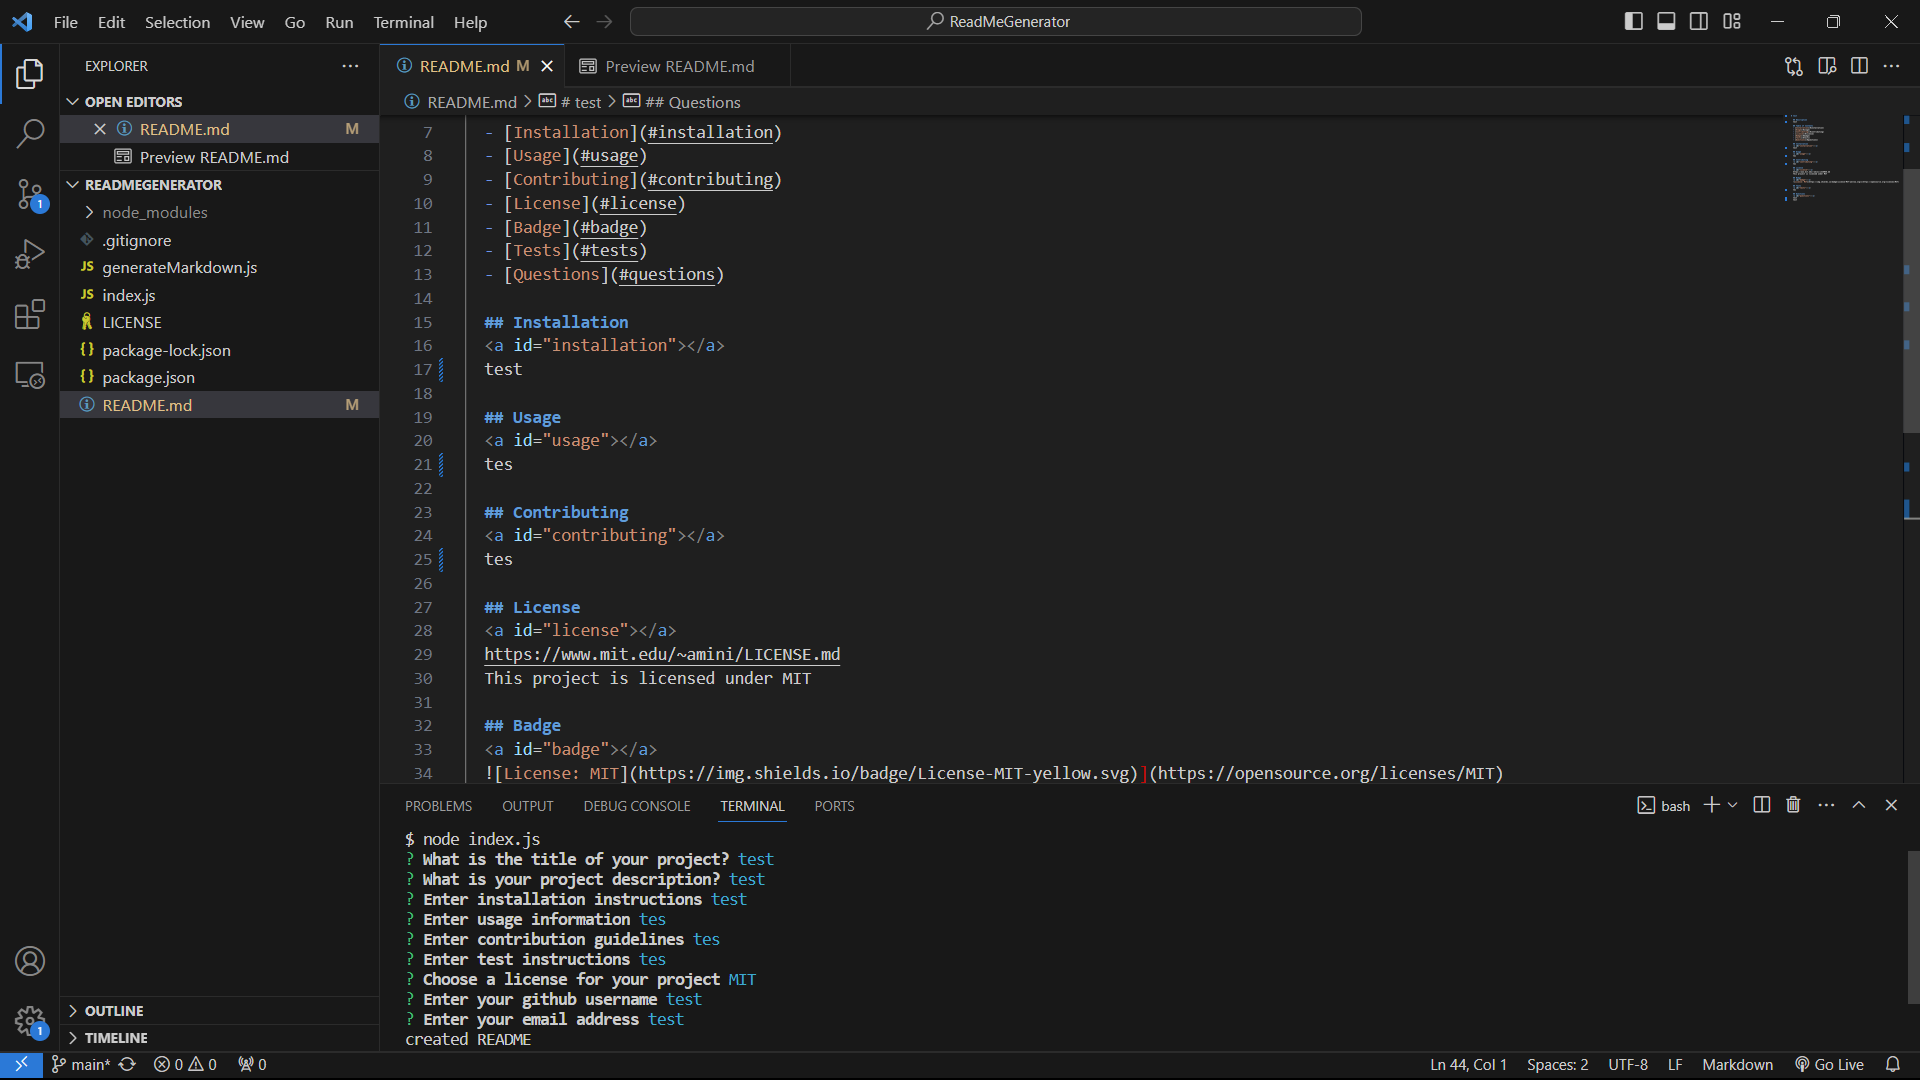 File Edit Selection View Go Run Terminal Help
ReadMeGenerator
EXPLORER
OPEN EDITORS
README.md M
Preview README.md
READMEGENERATOR
node_modules
.gitignore
JS generateMarkdown.js
JS index.js
LICENSE
{} package-lock.json
{} package.json
README.md M
OUTLINE
TIMELINE
1
1
README.md M
Preview README.md
README.md > # test > ## Questions
7 - [Installation](#installation)
8 - [Usage](#usage)
9 - [Contributing](#contributing)
10 - [License](#license)
11 - [Badge](#badge)
12 - [Tests](#tests)
13 - [Questions](#questions)
14
15 ## Installation
16 <a id="installation"></a>
17 test
18
19 ## Usage
20 <a id="usage"></a>
21 tes
22
23 ## Contributing
24 <a id="contributing"></a>
25 tes
26
27 ## License
28 <a id="license"></a>
29 https://www.mit.edu/~amini/LICENSE.md
30 This project is licensed under MIT
31
32 ## Badge
33 <a id="badge"></a>
34 ![License: MIT](https://img.shields.io/badge/License-MIT-yellow.svg)](https://opensource.org/licenses/MIT)
PROBLEMS OUTPUT DEBUG CONSOLE TERMINAL PORTS
bash
$ node index.js
? What is the title of your project? test
? What is your project description? test
? Enter installation instructions test
? Enter usage information tes
? Enter contribution guidelines tes
? Enter test instructions tes
? Choose a license for your project MIT
? Enter your github username test
? Enter your email address test
created README
main* 0 0 0
Ln 44, Col 1 Spaces: 2 UTF-8 LF Markdown Go Live